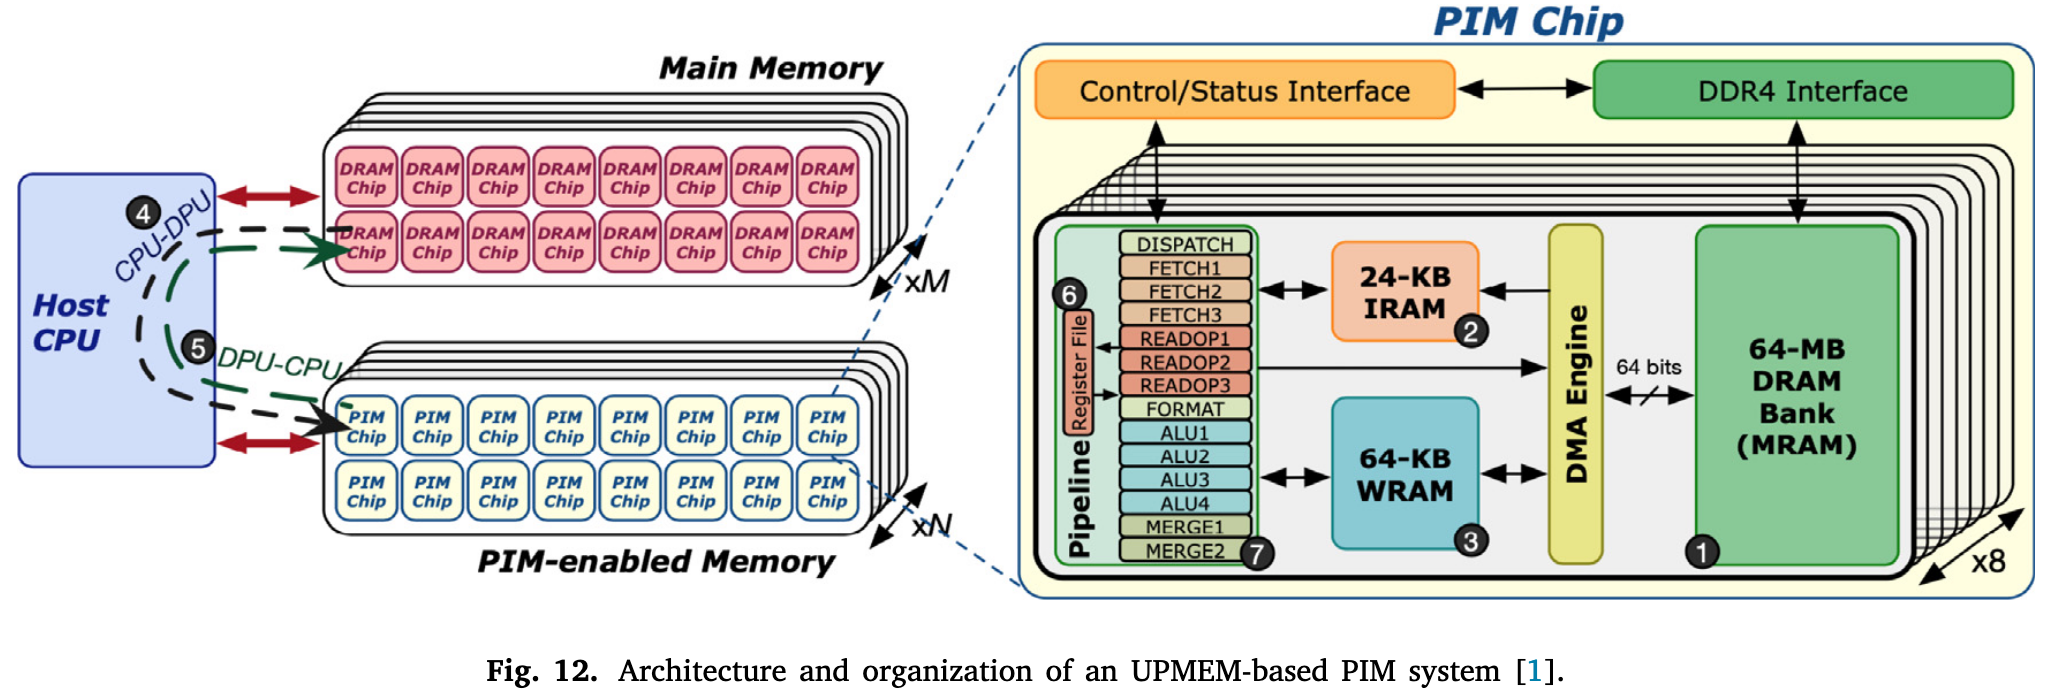 Main Memory
DRAM Chip DRAM Chip DRAM Chip DRAM Chip DRAM Chip DRAM Chip DRAM Chip DRAM Chip
DRAM Chip DRAM Chip DRAM Chip DRAM Chip DRAM Chip DRAM Chip DRAM Chip DRAM Chip
xM
Host
CPU
4
CPU-DPU
5
DPU-CPU
PIM Chip PIM Chip PIM Chip PIM Chip PIM Chip PIM Chip PIM Chip PIM Chip
PIM Chip PIM Chip PIM Chip PIM Chip PIM Chip PIM Chip PIM Chip PIM Chip
xN
PIM-enabled Memory
PIM Chip
Control/Status Interface
DDR4 Interface
Pipeline
6
Register File
DISPATCH
FETCH1
FETCH2
FETCH3
READOP1
READOP2
READOP3
FORMAT
ALU1
ALU2
ALU3
ALU4
MERGE1
MERGE2
7
24-KB
IRAM
2
64-KB
WRAM
3
DMA Engine
64 bits
64-MB
DRAM
Bank
(MRAM)
1
x8
Fig. 12. Architecture and organization of an UPMEM-based PIM system [1].